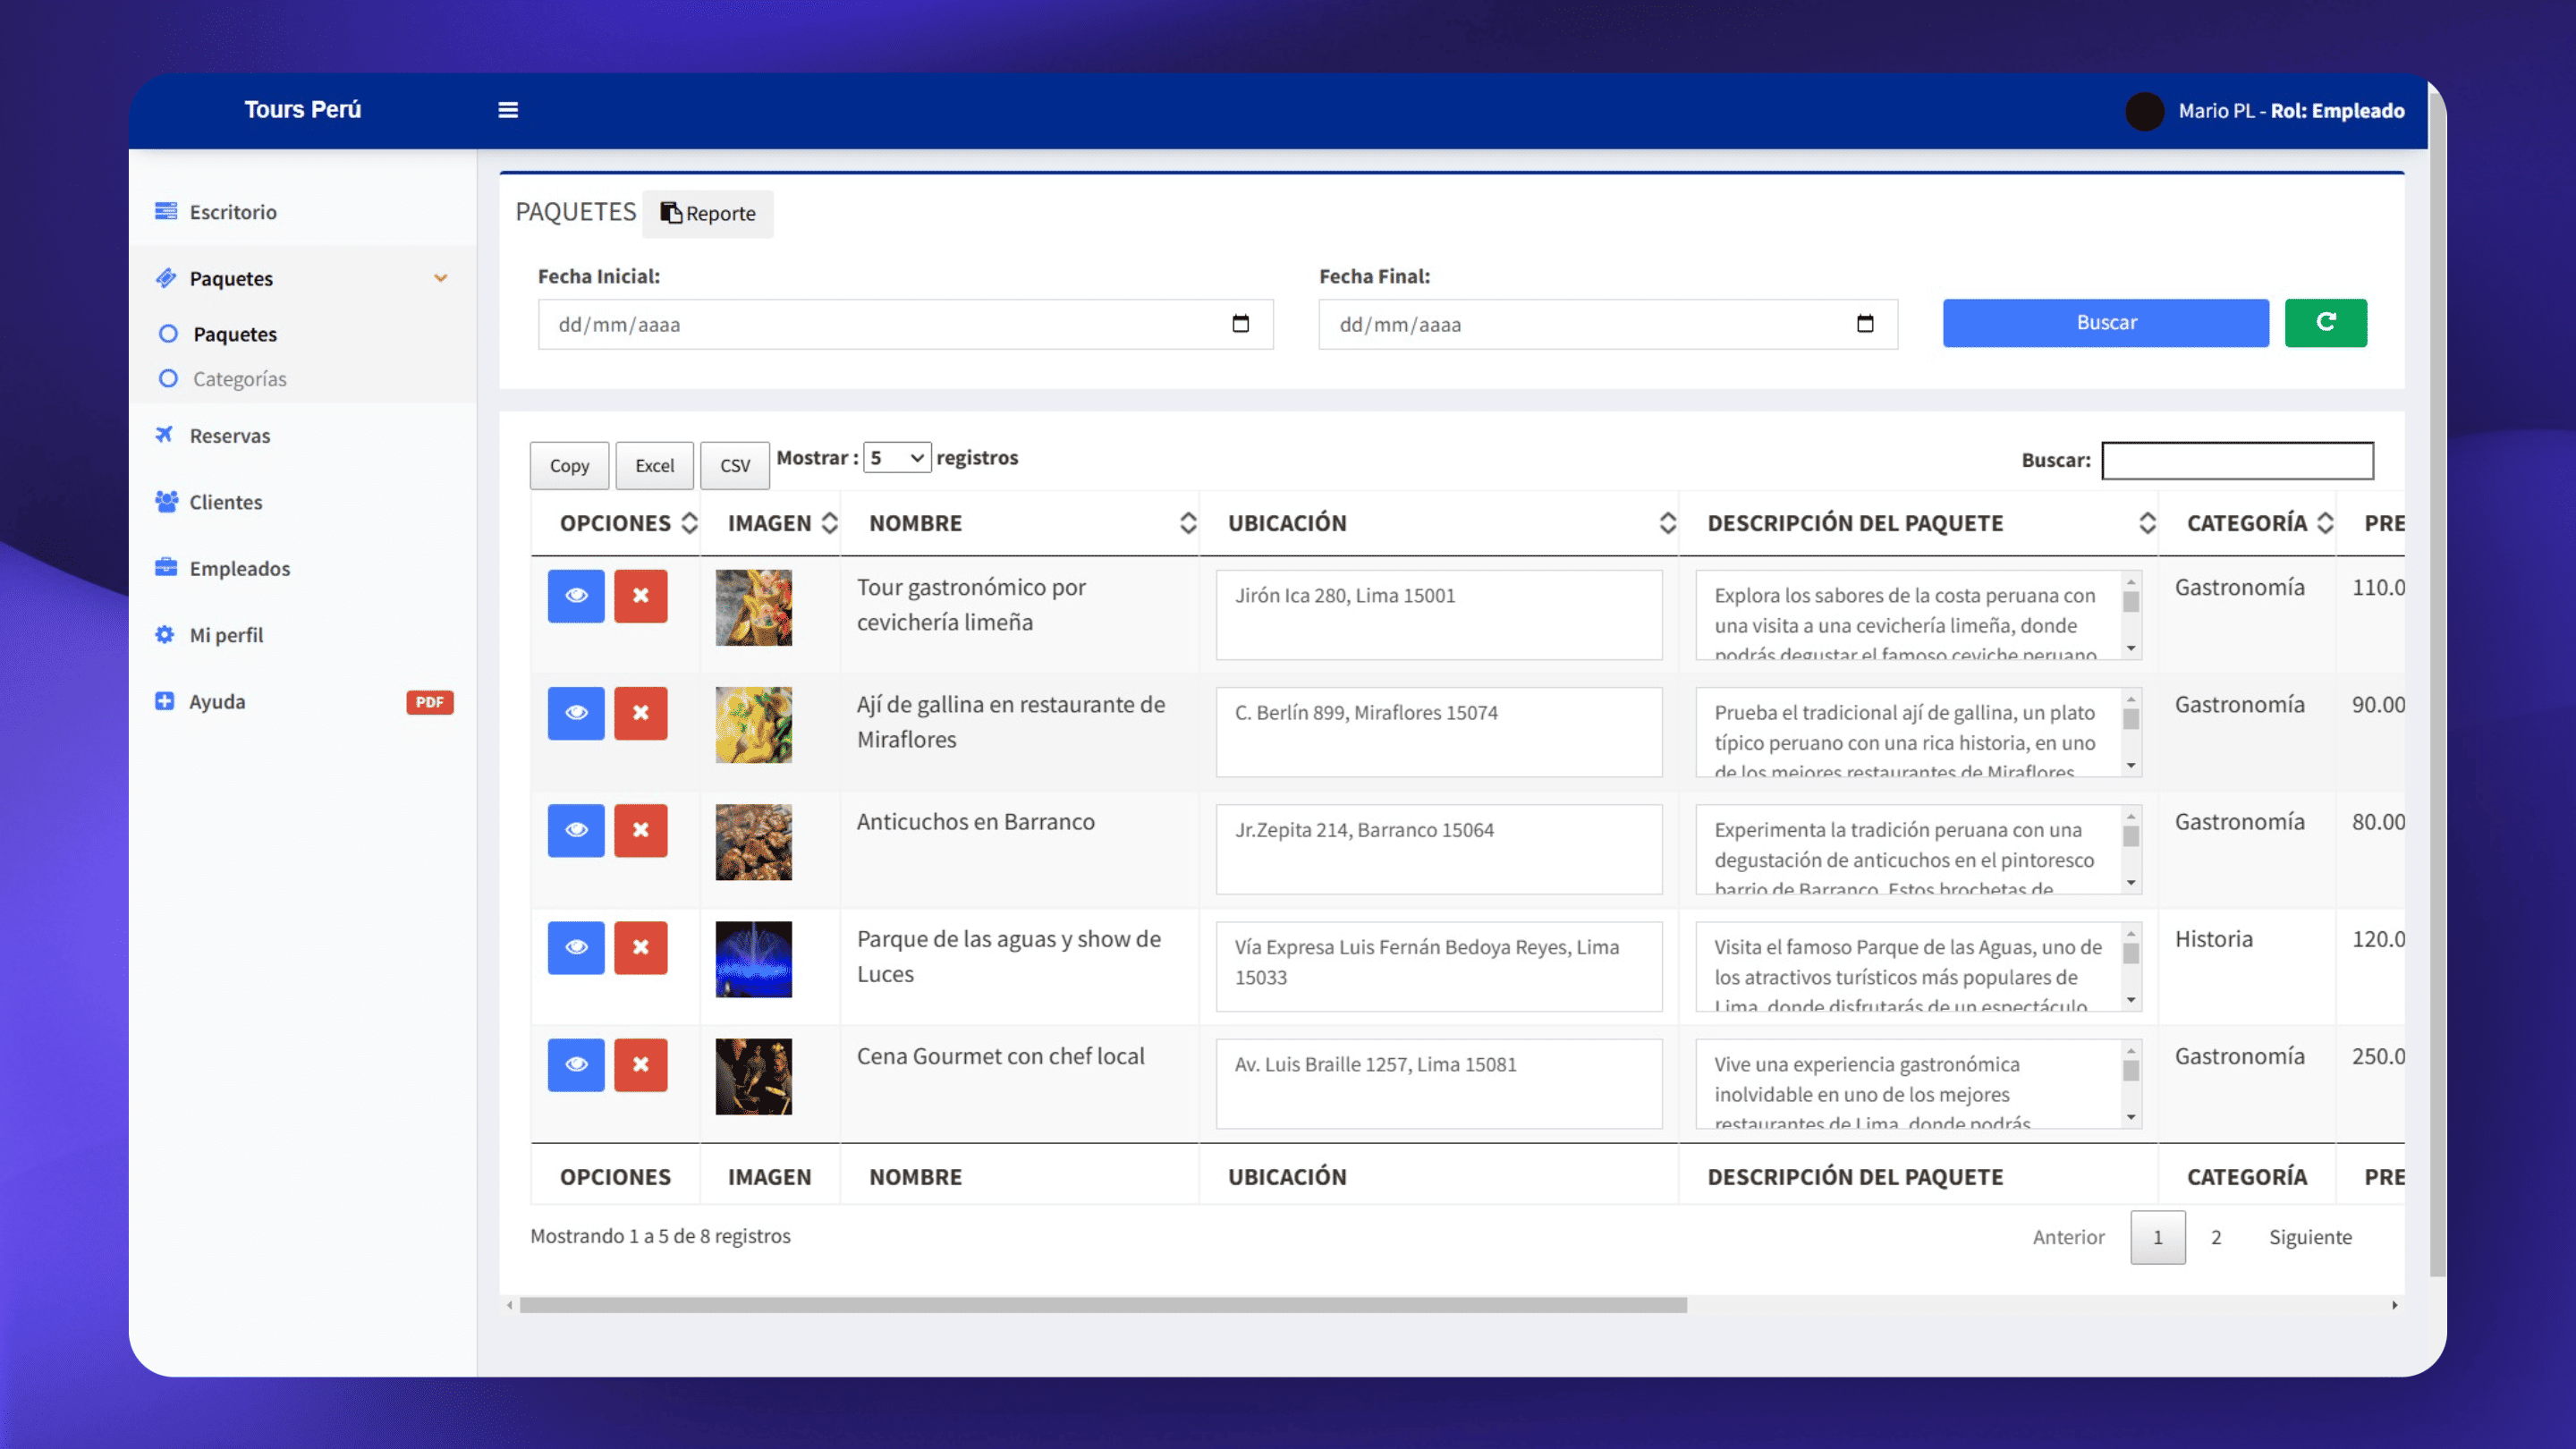 Tours Perú
Mario PL - Rol: Empleado
Escritorio
Paquetes
Paquetes
Categorías
Reservas
Clientes
Empleados
Mi perfil
Ayuda PDF
PAQUETES Reporte
Fecha Inicial: Fecha Final:
dd/mm/aaaa dd/mm/aaaa Buscar
Copy Excel CSV Mostrar : 5 registros Buscar:
OPCIONES IMAGEN NOMBRE UBICACIÓN DESCRIPCIÓN DEL PAQUETE CATEGORÍA PRE
Tour gastronómico por
cevichería limeña
Jirón Ica 280, Lima 15001
Explora los sabores de la costa peruana con
una visita a una cevichería limeña, donde
podrás degustar el famoso ceviche peruano
Gastronomía
110.0
Ají de gallina en restaurante de
Miraflores
C. Berlín 899, Miraflores 15074
Prueba el tradicional ají de gallina, un plato
típico peruano con una rica historia, en uno
de los mejores restaurantes de Miraflores
Gastronomía
90.00
Anticuchos en Barranco
Jr.Zepita 214, Barranco 15064
Experimenta la tradición peruana con una
degustación de anticuchos en el pintoresco
barrio de Barranco. Estos brochetas de
Gastronomía
80.00
Parque de las aguas y show de
Luces
Vía Expresa Luis Fernán Bedoya Reyes, Lima
15033
Visita el famoso Parque de las Aguas, uno de
los atractivos turísticos más populares de
Lima, donde disfrutarás de un espectáculo
Historia
120.0
Cena Gourmet con chef local
Av. Luis Braille 1257, Lima 15081
Vive una experiencia gastronómica
inolvidable en uno de los mejores
restaurantes de Lima, donde podrás
Gastronomía
250.0
OPCIONES IMAGEN NOMBRE UBICACIÓN DESCRIPCIÓN DEL PAQUETE CATEGORÍA PRE
Mostrando 1 a 5 de 8 registros
Anterior 1 2 Siguiente